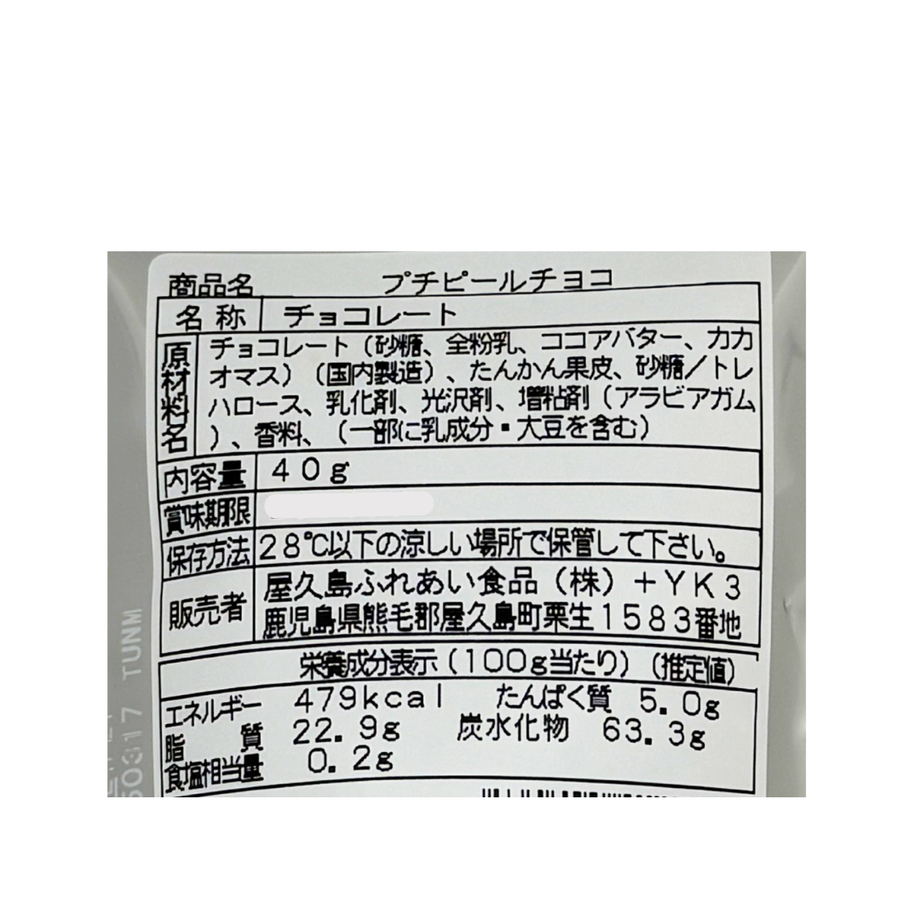 商品名 プチピールチョコ
名称 チョコレート
原材料名 チョコレート(砂糖、全粉乳、ココアバター、カカ
オマス)(国内製造)、たんかん果皮、砂糖/トレ
ハロース、乳化剤、光沢剤、増粘剤(アラビアガム
)、香料、(一部に乳成分・大豆を含む)
内容量 40g
賞味期限
保存方法 28℃以下の涼しい場所で保管して下さい。
販売者 屋久島ふれあい食品(株)+YK3
鹿児島県熊毛郡屋久島町栗生1583番地
栄養成分表示(100g当たり)(推定値)
エネルギー 479kcal たんぱく質 5.0g
脂質 22.9g 炭水化物 63.3g
食塩相当量 0.2g
TUNM